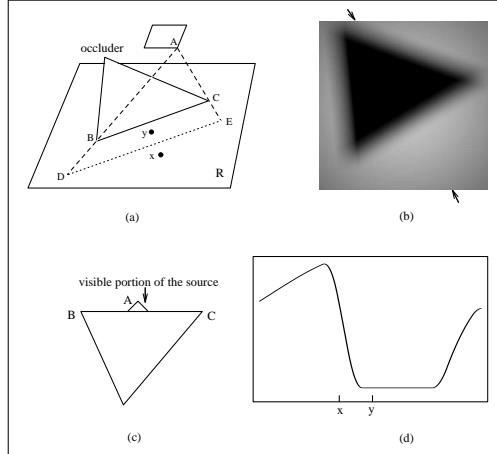 occluder
A
C
B
E
y
x
D
R
(a)
(b)
visible portion of the source
A
B
C
(c)
x
y
(d)